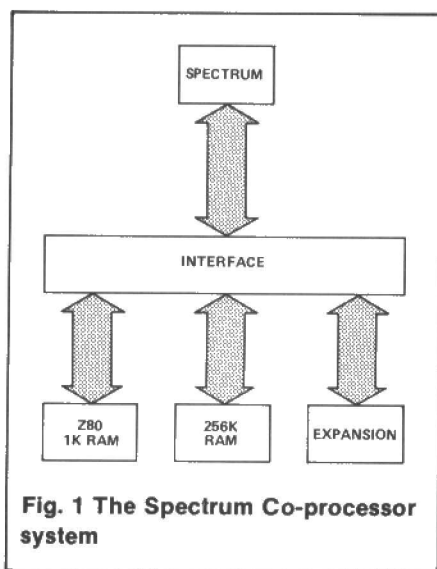 SPECTRUM
INTERFACE
Z80
1K RAM
256K
RAM
EXPANSION
Fig. 1 The Spectrum Co-processor
system